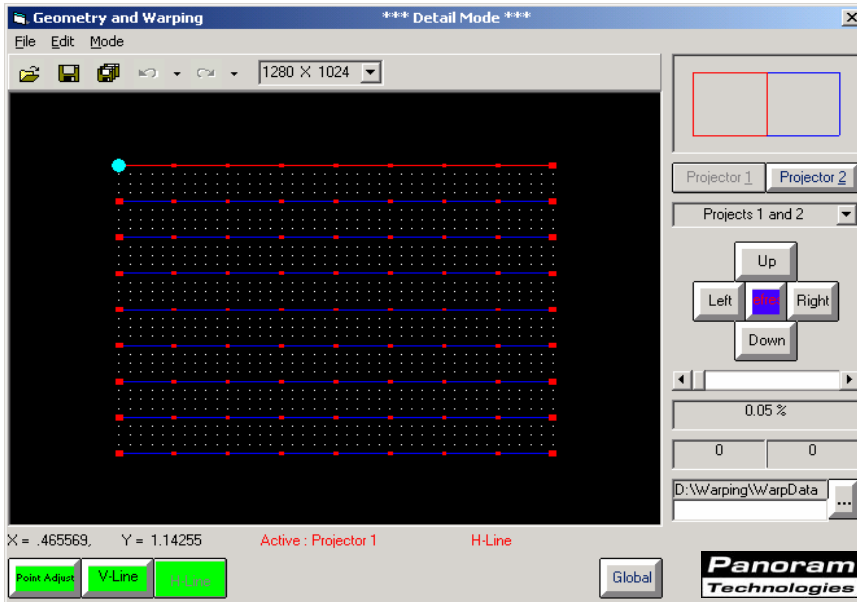 Geometry and Warping **** Detail Mode ****
File Edit Mode
1280 X 1024
Projector 1 Projector 2
Projects 1 and 2
Up
Left Right
Down
0.05 %
0 0
D:\Warping\WarpData
...
X = .465569, Y = 1.14255 Active : Projector 1 H-Line
Point Adjust V-Line H-Line Global
Panoram
Technologies